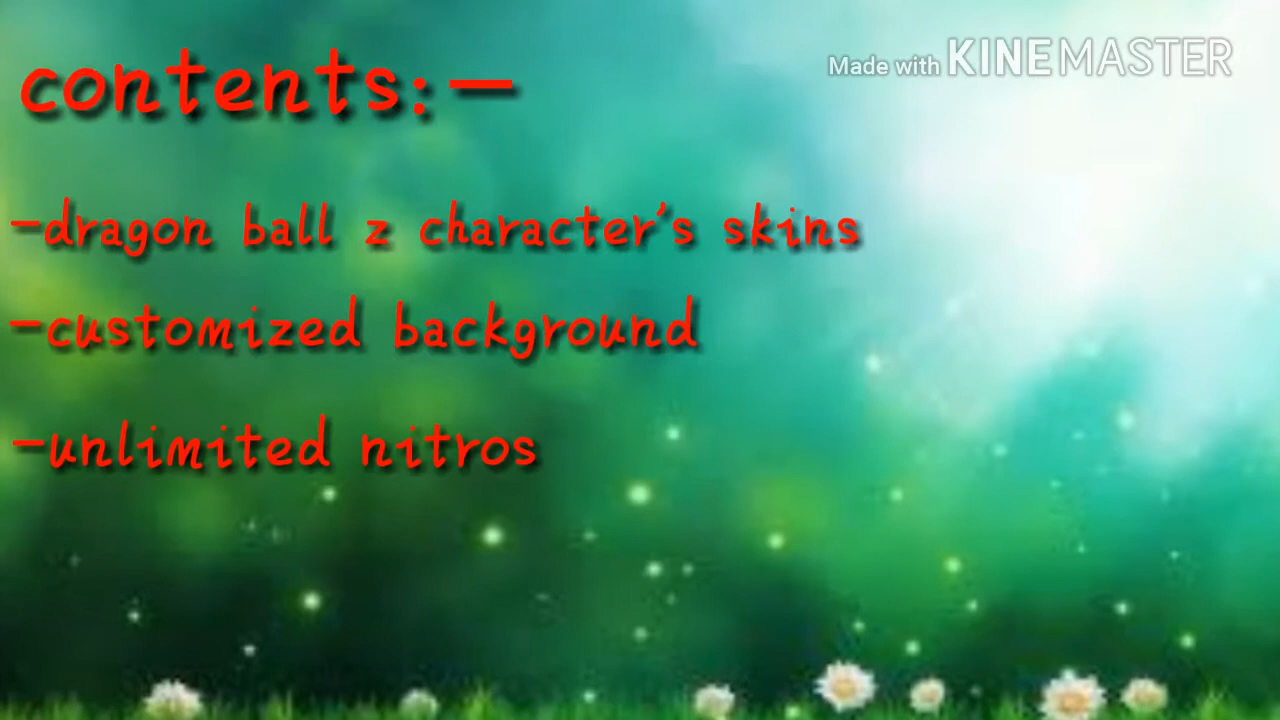 contents:—
Made with KINEMASTER
-dragon ball z character's skins
-customized background
-unlimited nitros